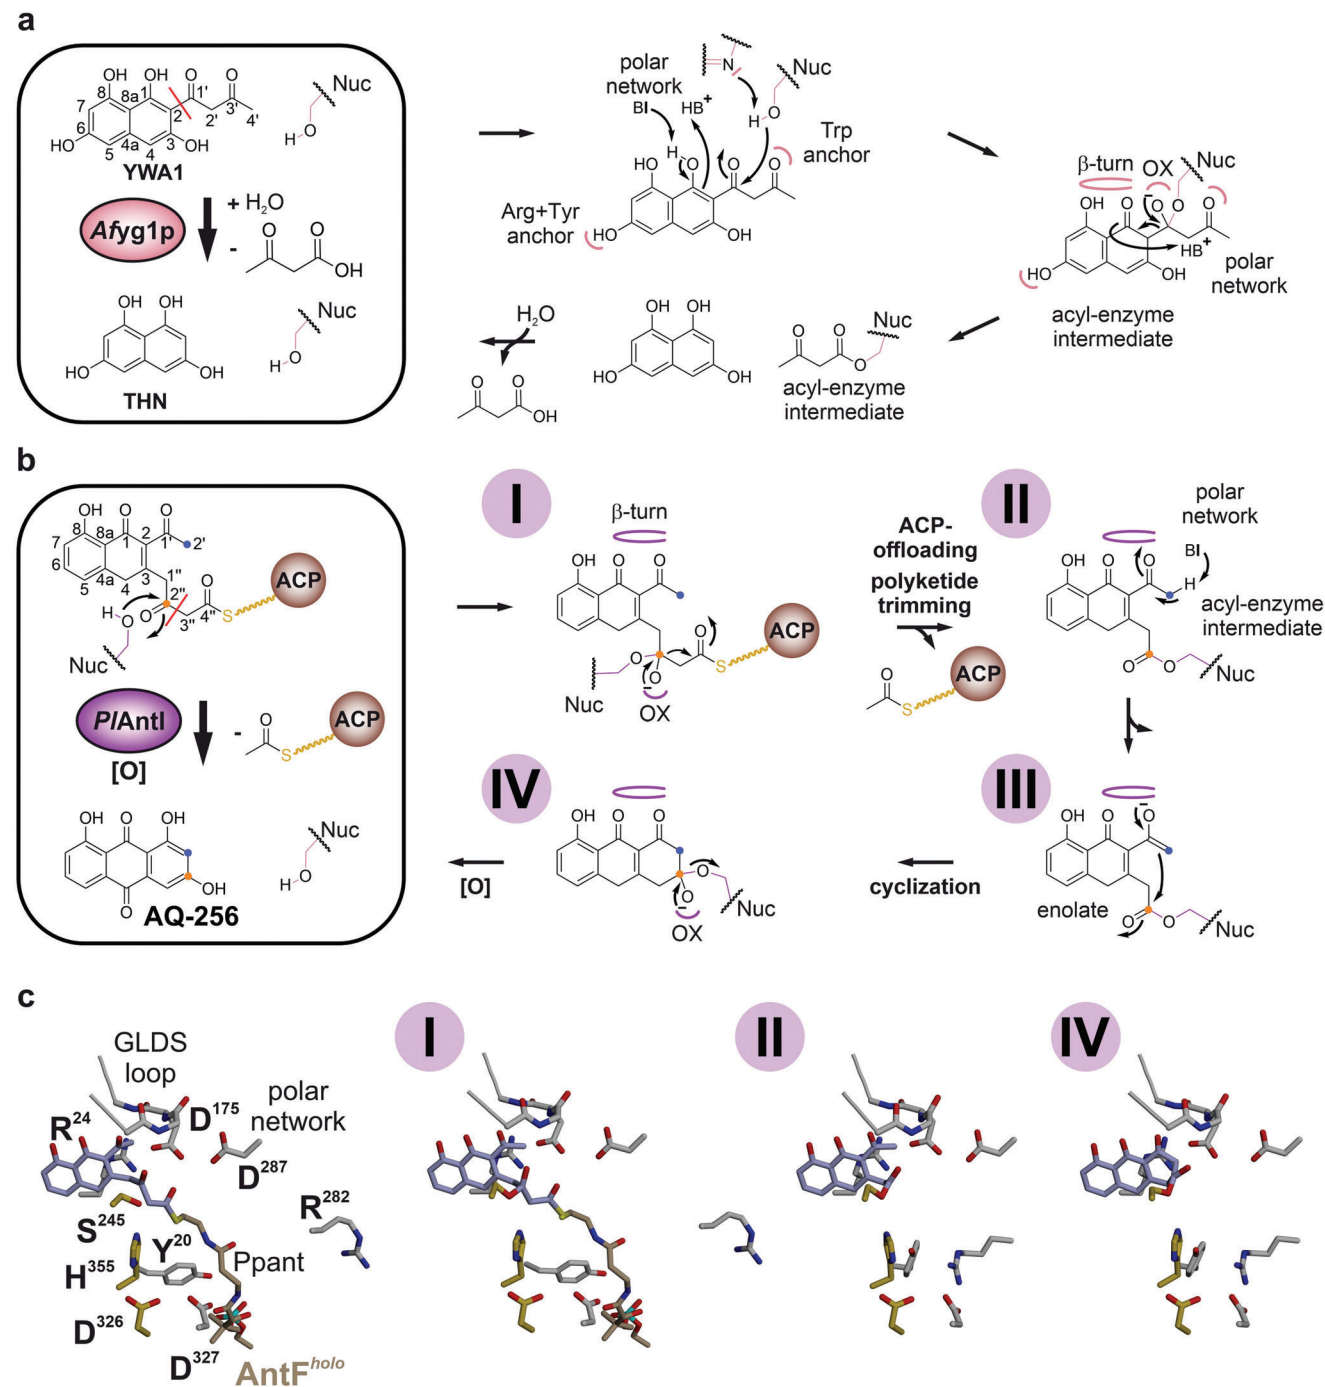 a
OH OH O O
8 1 1' 3'
7 8a 2 2' 4'
6 5 4a 4 3
HO OH
H O
Nuc
YWA1
Afyg1p
+ H₂O
-
O O
OH
OH OH
HO OH
THN
H O
Nuc
polar
network
BI HB⁺
N
Nuc
H O
Trp
anchor
OH H O O O
Arg+Tyr
anchor
HO OH
β-turn OX
Nuc
OH O O⁻ O O
HO OH
HB⁺
polar
network
acyl-enzyme
intermediate
H₂O
O O
OH
OH OH
HO OH
O O
O
Nuc
acyl-enzyme
intermediate
b
OH O O
8 8a 1 2 1' 2'
7 6 5 4a 4 3 1"
2" 3" 4"
H O O O
S
ACP
Nuc
PlAntI
[O]
-
O
S
ACP
OH O OH
OH
O
AQ-256
H O
Nuc
I
β-turn
OH O O
O O
O⁻
S
ACP
Nuc
OX
ACP-
offloading
polyketide
trimming
O
S
ACP
II
polar
network
BI
OH O O
H
acyl-enzyme
intermediate
O O
Nuc
III
OH O O⁻
enolate
O O
Nuc
cyclization
IV
OH O O
O
O⁻
Nuc
OX
[O]
c
GLDS
loop
polar
network
R²⁴
D¹⁷⁵
D²⁸⁷
R²⁸²
S²⁴⁵
Y²⁰
H³⁵⁵
Ppant
D³²⁶
D³²⁷
AntFʰᵒˡᵒ
I
II
IV